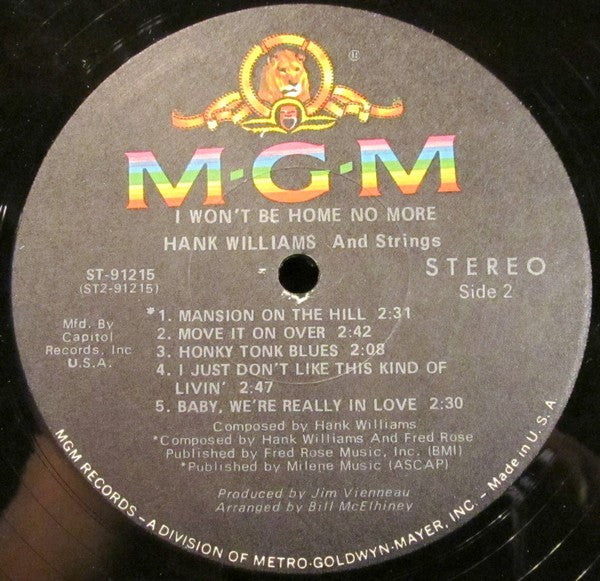 M·G·M
I WON'T BE HOME NO MORE
HANK WILLIAMS And Strings
ST-91215
(ST2-91215)
STEREO
Side 2
Mfd. By
Capitol
Records, Inc
U.S.A.
*1. MANSION ON THE HILL 2:31
2. MOVE IT ON OVER 2:42
3. HONKY TONK BLUES 2:08
4. I JUST DON'T LIKE THIS KIND OF
LIVIN' 2:47
5. BABY, WE'RE REALLY IN LOVE 2:30
Composed by Hank Williams
*Composed by Hank Williams And Fred Rose
Published by Fred Rose Music, Inc. (BMI)
*Published by Milene Music (ASCAP)
Produced by Jim Vienneau
Arranged by Bill McElhiney
MGM RECORDS – A DIVISION OF METRO-GOLDWYN-MAYER, INC. – Made in U. S. A